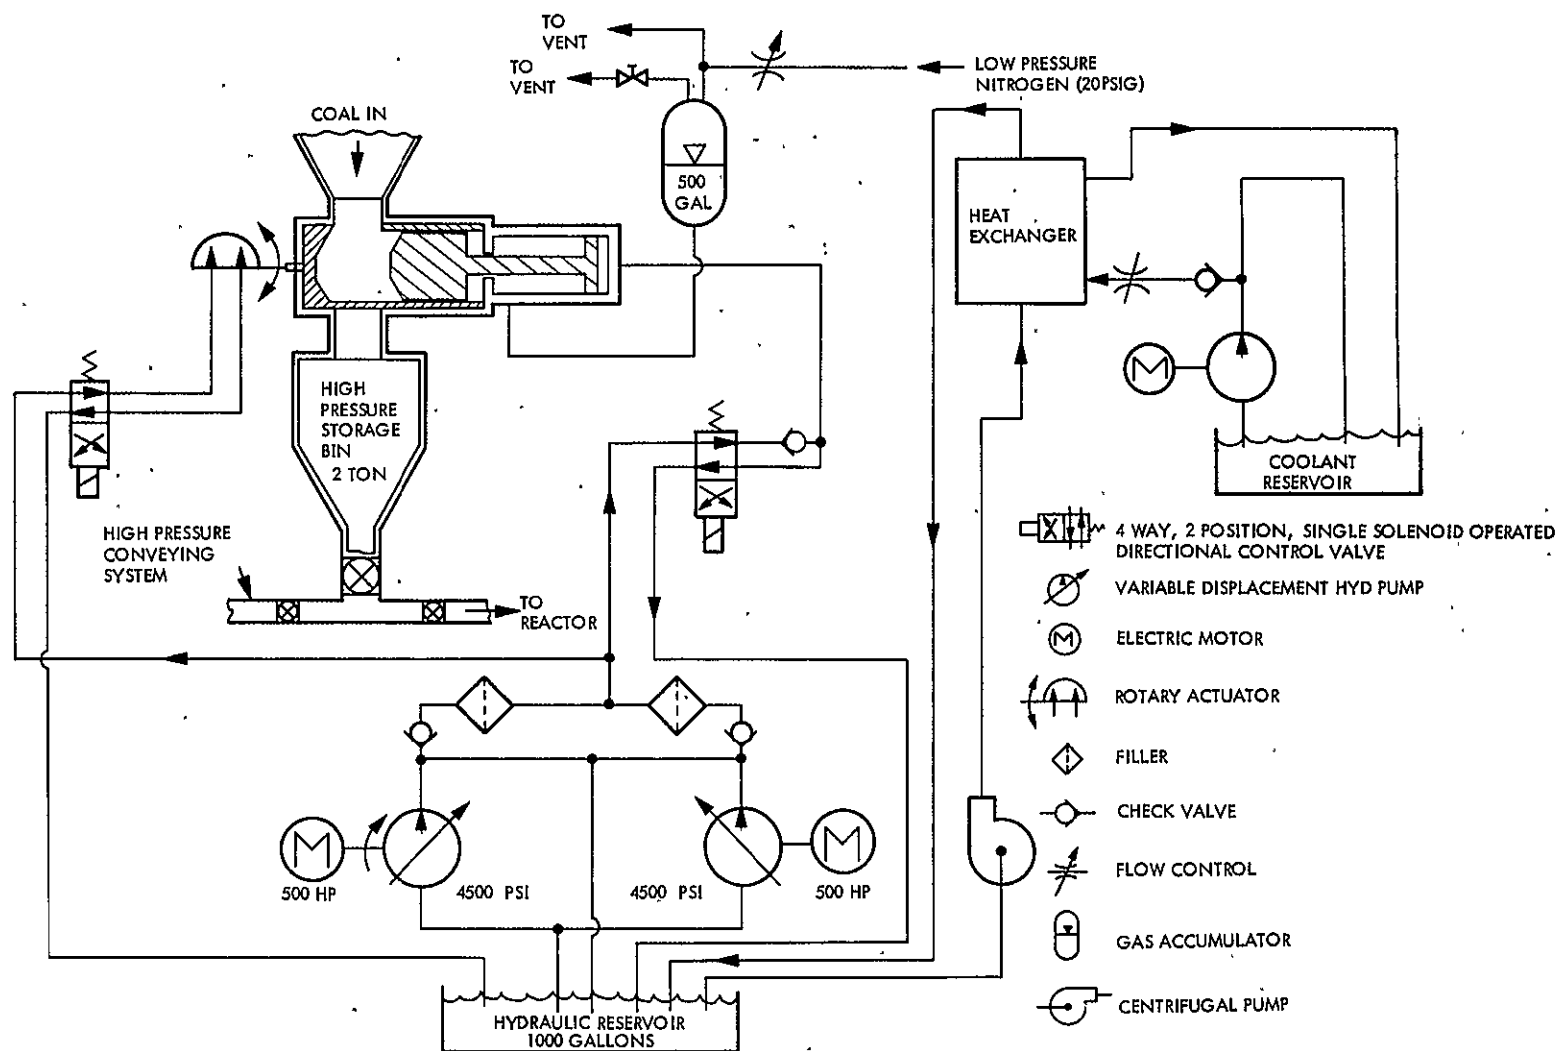 TO
VENT
TO
VENT
LOW PRESSURE
NITROGEN (20PSIG)
COAL IN
500
GAL
HEAT
EXCHANGER
HIGH
PRESSURE
STORAGE
BIN
2 TON
M
COOLANT
RESERVOIR
HIGH PRESSURE
CONVEYING
SYSTEM
TO
REACTOR
4 WAY, 2 POSITION, SINGLE SOLENOID OPERATED
DIRECTIONAL CONTROL VALVE
VARIABLE DISPLACEMENT HYD PUMP
M
ELECTRIC MOTOR
ROTARY ACTUATOR
FILLER
CHECK VALVE
FLOW CONTROL
GAS ACCUMULATOR
CENTRIFUGAL PUMP
M
M
500 HP
4500 PSI
4500 PSI
500 HP
HYDRAULIC RESERVOIR
1000 GALLONS